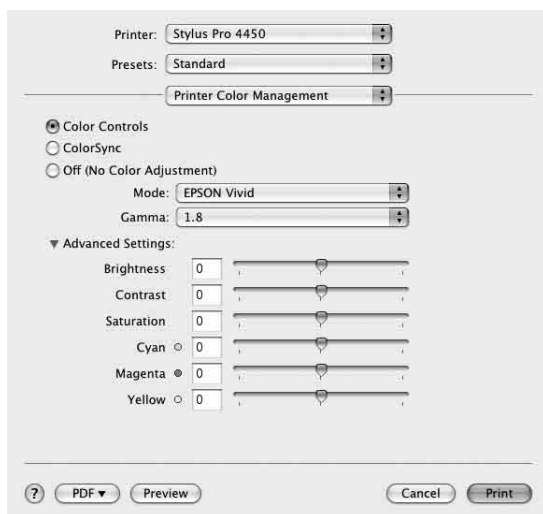 Printer: Stylus Pro 4450
Presets: Standard
Printer Color Management
Color Controls
ColorSync
Off (No Color Adjustment)
Mode: EPSON Vivid
Gamma: 1.8
Advanced Settings:
Brightness 0
Contrast 0
Saturation 0
Cyan 0
Magenta 0
Yellow 0
? PDF Preview Cancel Print